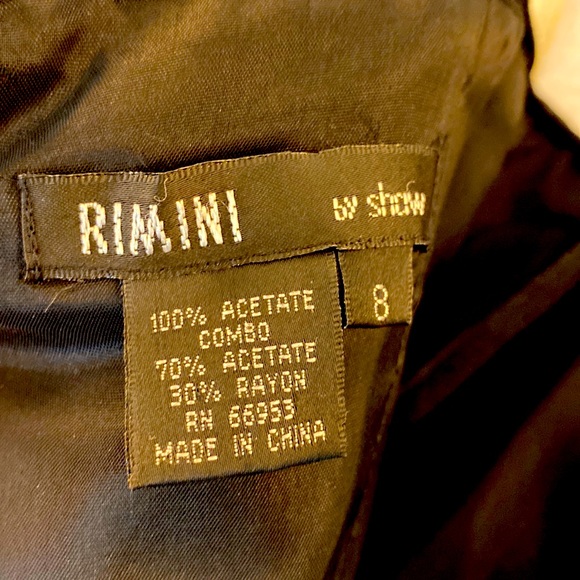 RIMINI by shaw
8
100% ACETATE
COMBO
70% ACETATE
30% RAYON
RN 66953
MADE IN CHINA